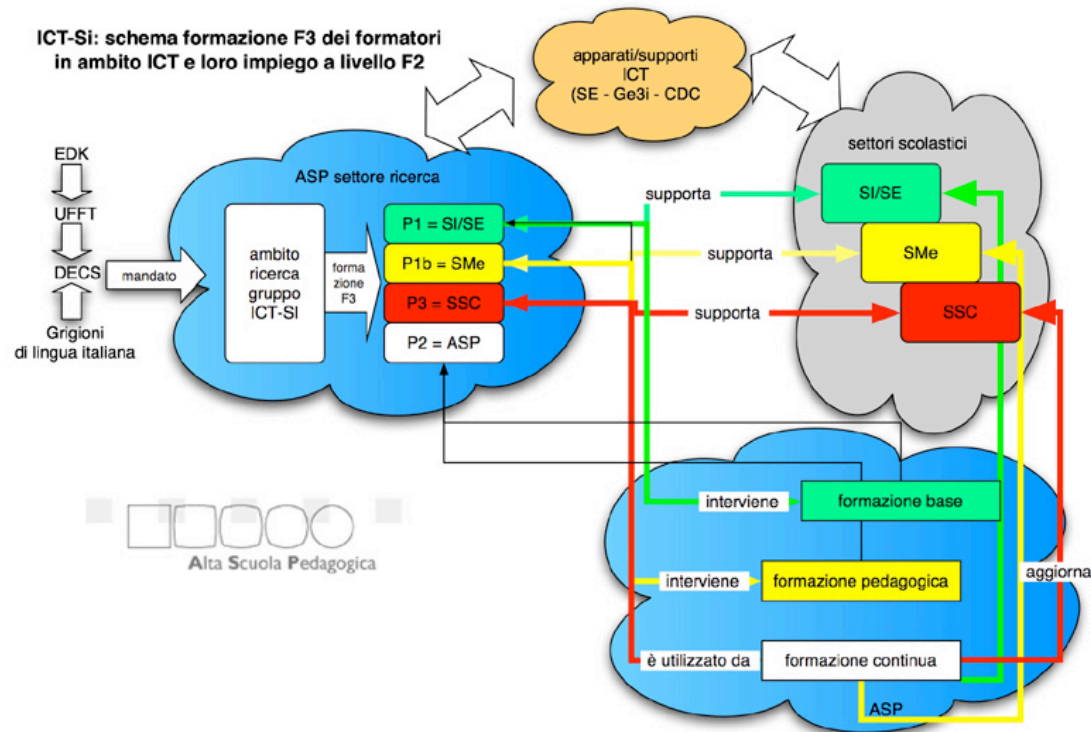 ICT-Si: schema formazione F3 dei formatori
in ambito ICT e loro impiego a livello F2
apparati/supporti
ICT
(SE - Ge3i - CDC
settori scolastici
EDK
UFFT
DECS
Grigioni
di lingua italiana
mandato
ASP settore ricerca
ambito
ricerca
gruppo
ICT-SI
forma
zione
F3
P1 = SI/SE
P1b = SMe
P3 = SSC
P2 = ASP
supporta
supporta
supporta
SI/SE
SMe
SSC
interviene
formazione base
interviene
formazione pedagogica
aggiorna
è utilizzato da
formazione continua
ASP
Alta Scuola Pedagogica